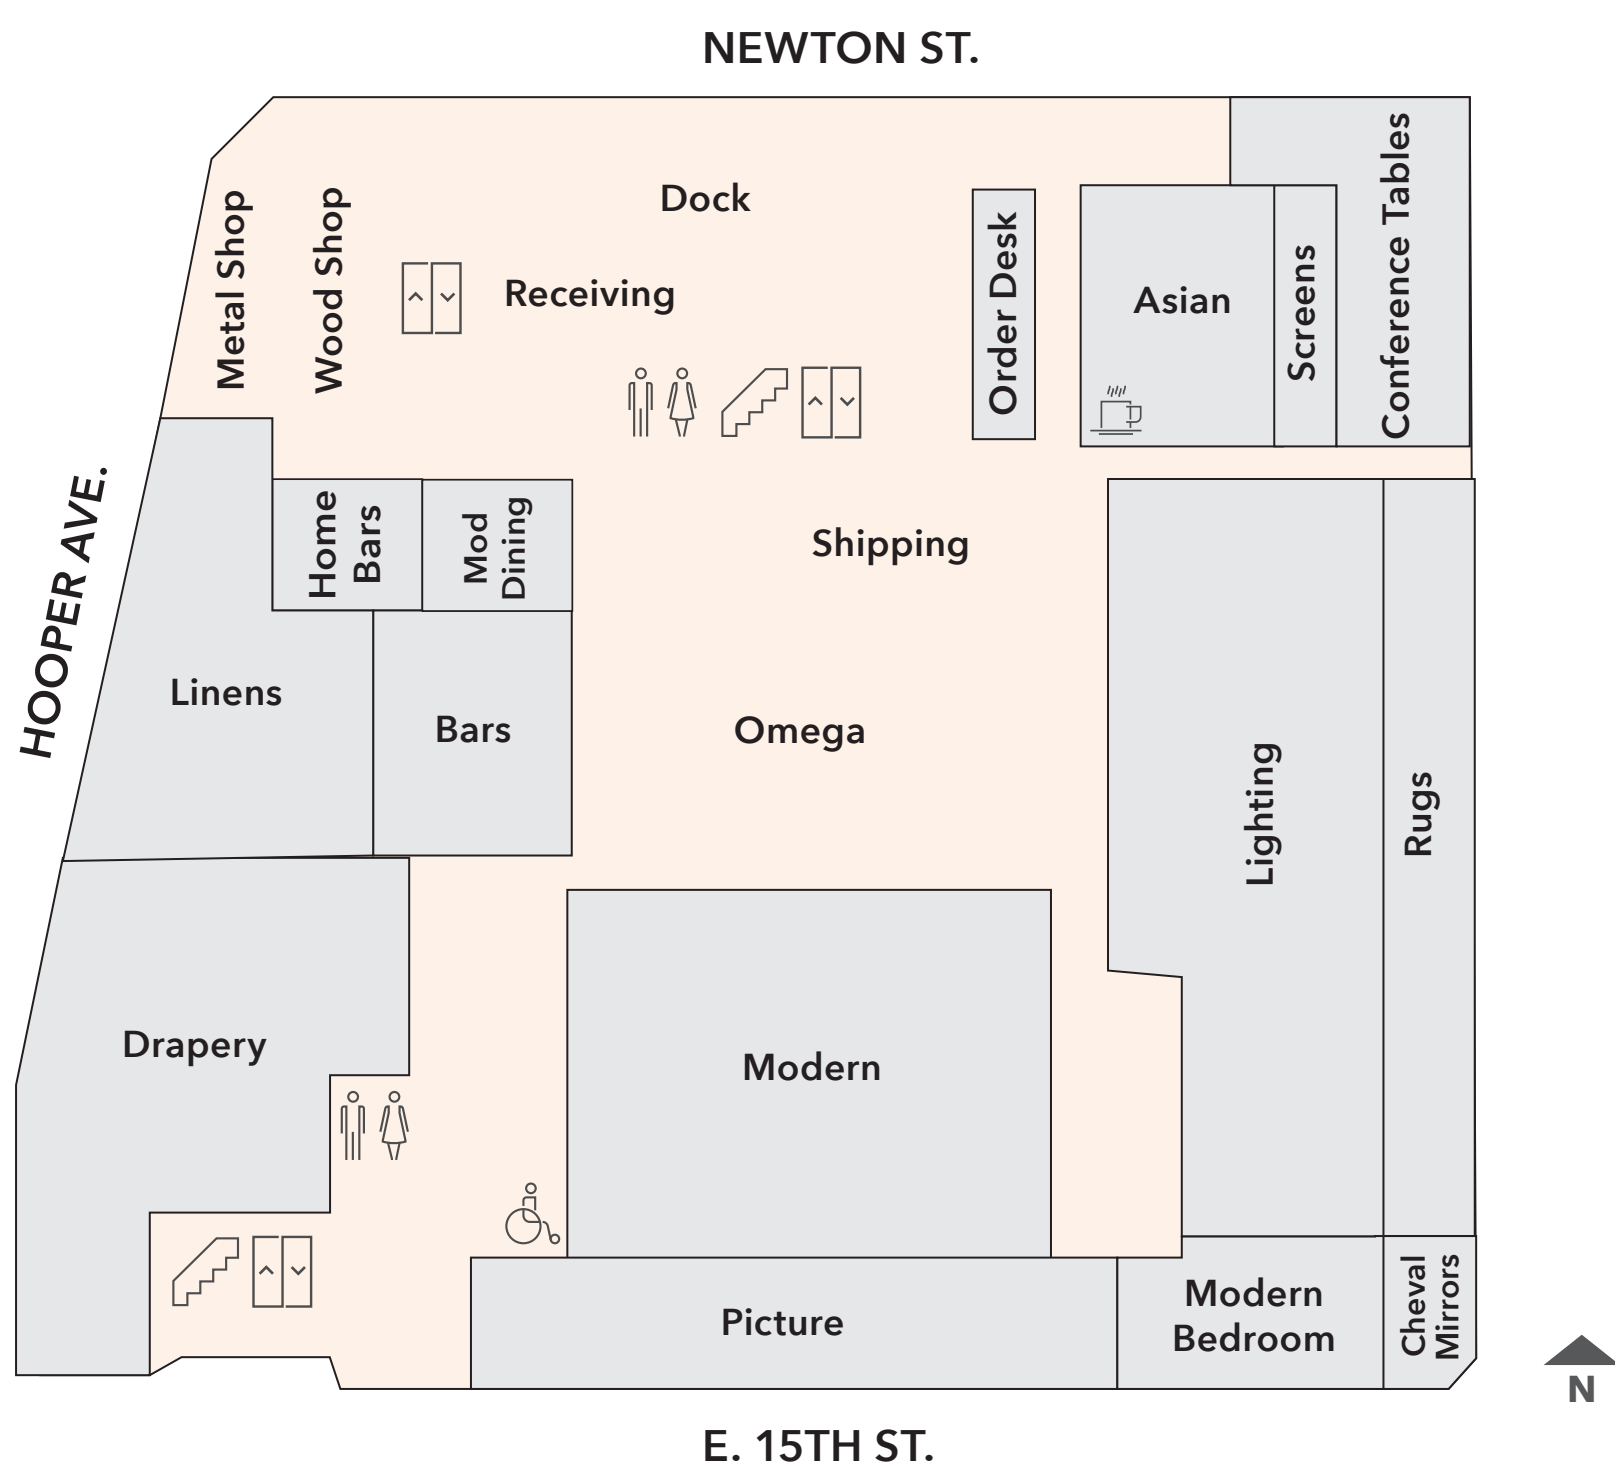 NEWTON ST.
Metal Shop
Wood Shop
Dock
Receiving
Order Desk
Asian
Screens
Conference Tables
HOOPER AVE.
Home
Bars
Mod
Dining
Shipping
Linens
Bars
Omega
Lighting
Rugs
Drapery
Modern
Picture
Modern
Bedroom
Cheval
Mirrors
N
E. 15TH ST.